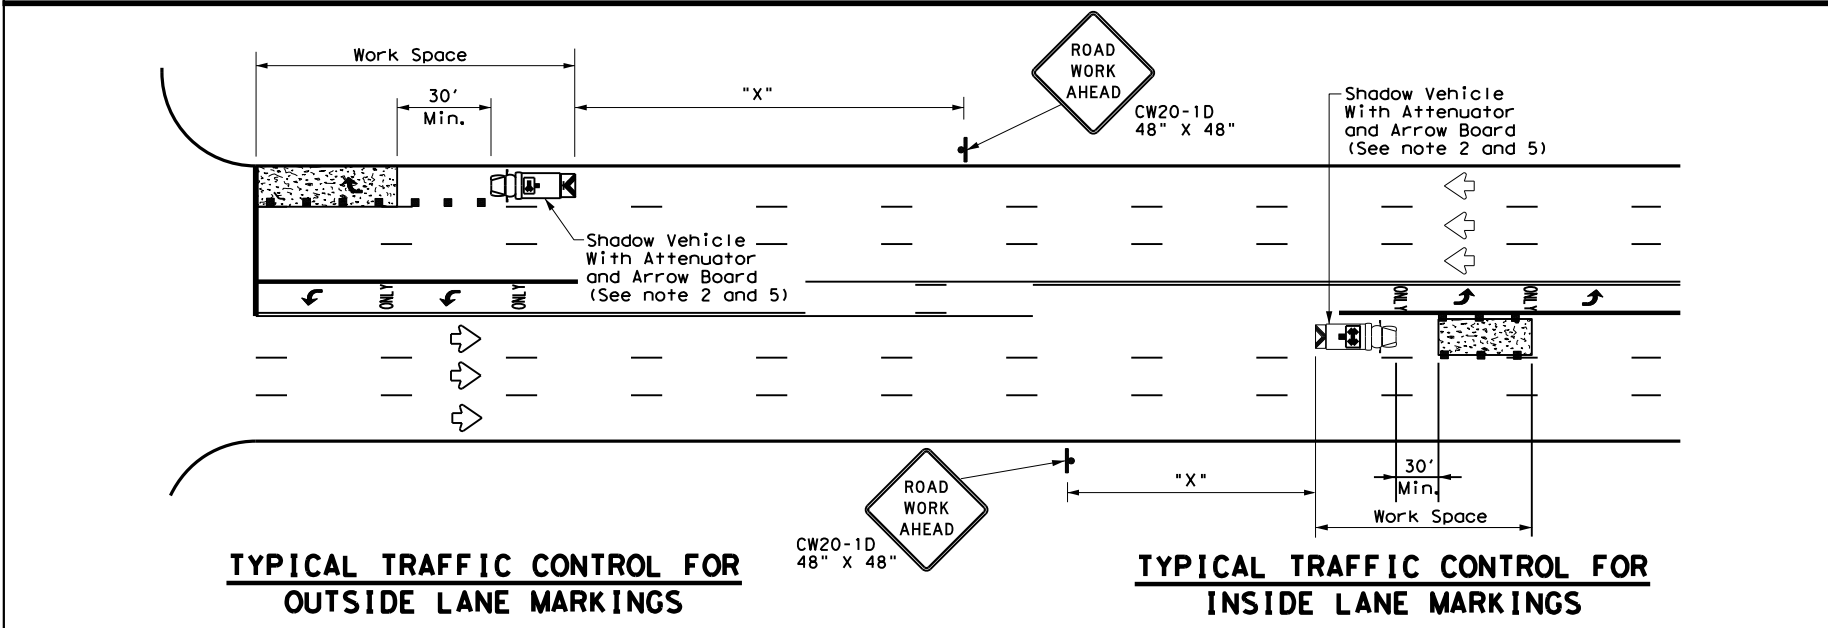 Work Space
30'
Min.
"X"
ROAD
WORK
AHEAD
CW20-1D
48" X 48"
Shadow Vehicle
With Attenuator
and Arrow Board
(See note 2 and 5)
Shadow Vehicle
With Attenuator
and Arrow Board
(See note 2 and 5)
ONLY
ONLY
ONLY
ONLY
ROAD
WORK
AHEAD
CW20-1D
48" X 48"
"X"
30'
Min.
Work Space
TYPICAL TRAFFIC CONTROL FOR
OUTSIDE LANE MARKINGS
TYPICAL TRAFFIC CONTROL FOR
INSIDE LANE MARKINGS